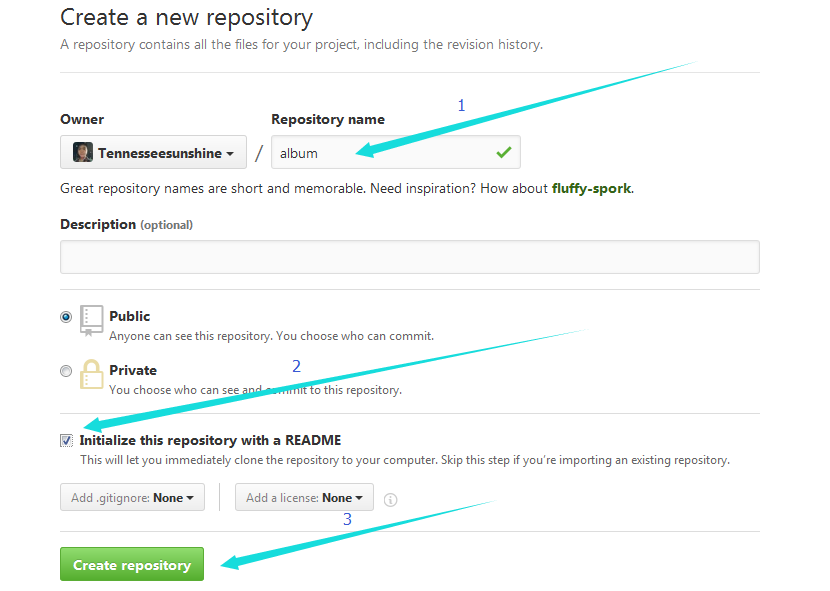 Create a new repository
A repository contains all the files for your project, including the revision history.
1
Owner Repository name
Tennesseesunshine / album
Great repository names are short and memorable. Need inspiration? How about fluffy-spork.
Description (optional)
Public
Anyone can see this repository. You choose who can commit.
2
Private
You choose who can see and commit to this repository.
Initialize this repository with a README
This will let you immediately clone the repository to your computer. Skip this step if you’re importing an existing repository.
Add .gitignore: None Add a license: None
3
Create repository